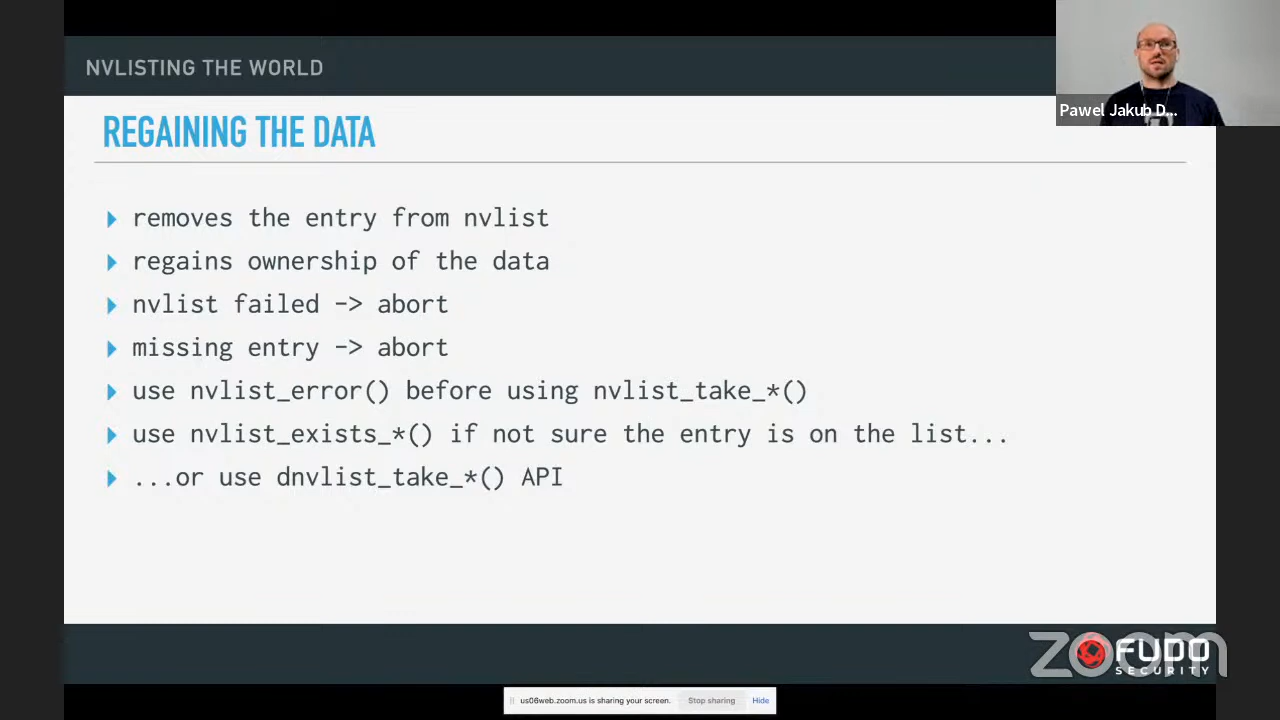 NVLISTING THE WORLD
Pawel Jakub D...
REGAINING THE DATA
removes the entry from nvlist
regains ownership of the data
nvlist failed -> abort
missing entry -> abort
use nvlist_error() before using nvlist_take_*()
use nvlist_exists_*() if not sure the entry is on the list...
...or use dnvlist_take_*() API
zoom
FUDO
SECURITY
us06web.zoom.us is sharing your screen. Stop sharing Hide